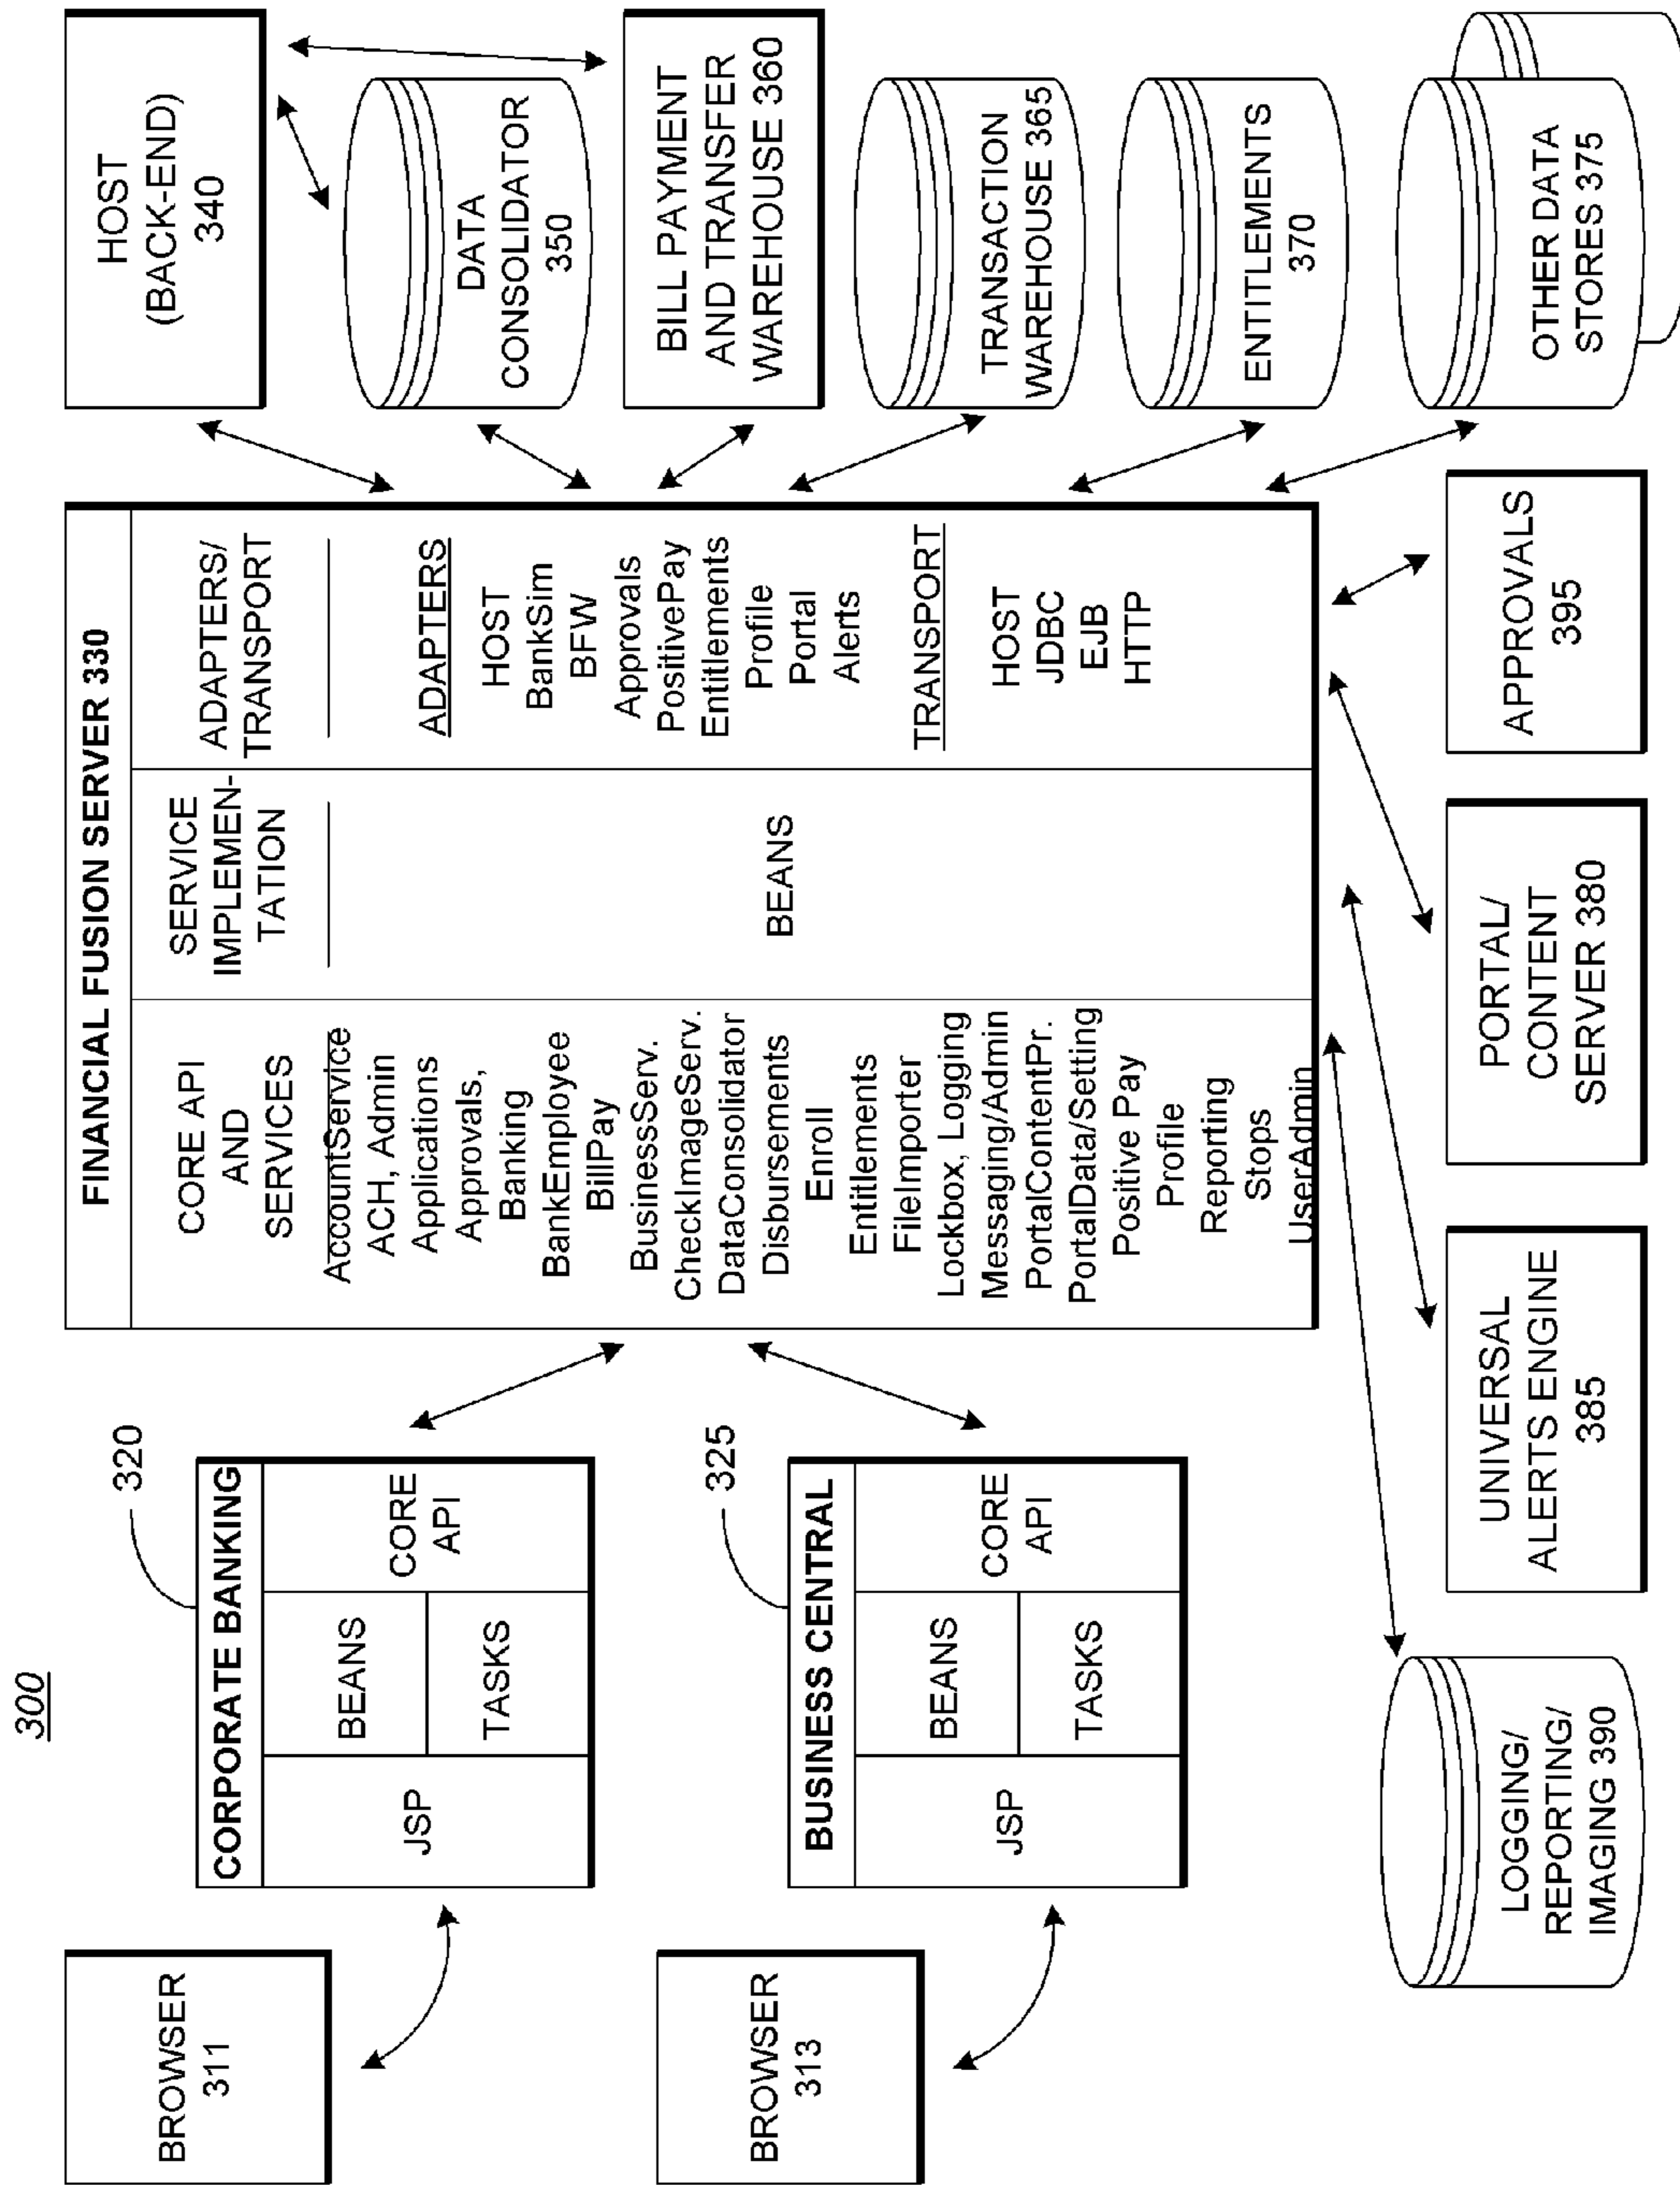 300
BROWSER
311
BROWSER
313
320
CORPORATE BANKING
JSP
BEANS
TASKS
CORE
API
325
BUSINESS CENTRAL
JSP
BEANS
TASKS
CORE
API
FINANCIAL FUSION SERVER 330
CORE API
AND
SERVICES
AccountService
ACH, Admin
Applications
Approvals,
Banking
BankEmployee
BillPay
BusinessServ.
CheckImageServ.
DataConsolidator
Disbursements
Enroll
Entitlements
FileImporter
Lockbox, Logging
Messaging/Admin
PortalContentPr.
PortalData/Setting
Positive Pay
Profile
Reporting
Stops
UserAdmin
SERVICE
IMPLEMEN-
TATION
BEANS
ADAPTERS/
TRANSPORT
ADAPTERS
HOST
BankSim
BFW
Approvals
PositivePay
Entitlements
Profile
Portal
Alerts
TRANSPORT
HOST
JDBC
EJB
HTTP
HOST
(BACK-END)
340
DATA
CONSOLIDATOR
350
BILL PAYMENT
AND TRANSFER
WAREHOUSE 360
TRANSACTION
WAREHOUSE 365
ENTITLEMENTS
370
OTHER DATA
STORES 375
LOGGING/
REPORTING/
IMAGING 390
UNIVERSAL
ALERTS ENGINE
385
PORTAL/
CONTENT
SERVER 380
APPROVALS
395